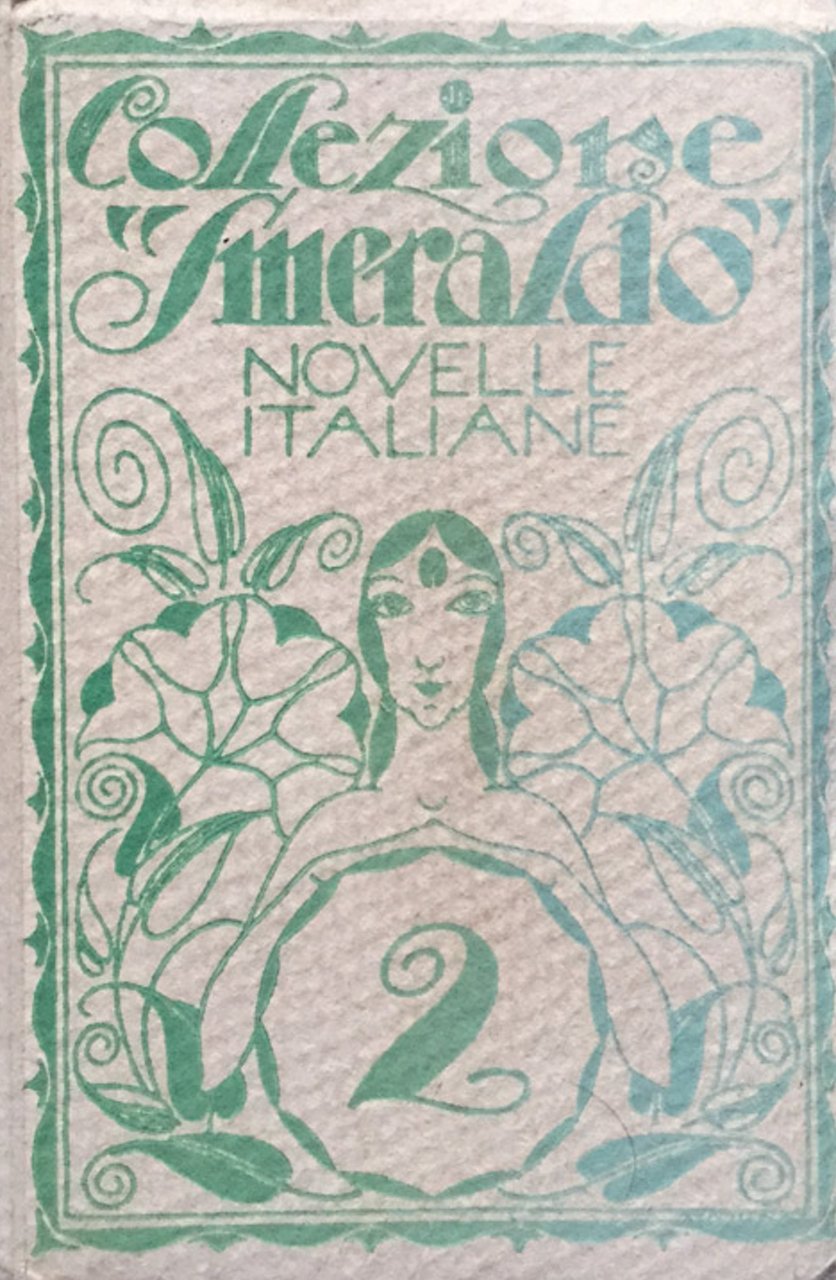 Collezione
"Smeraldo"
NOVELLE
ITALIANE
2